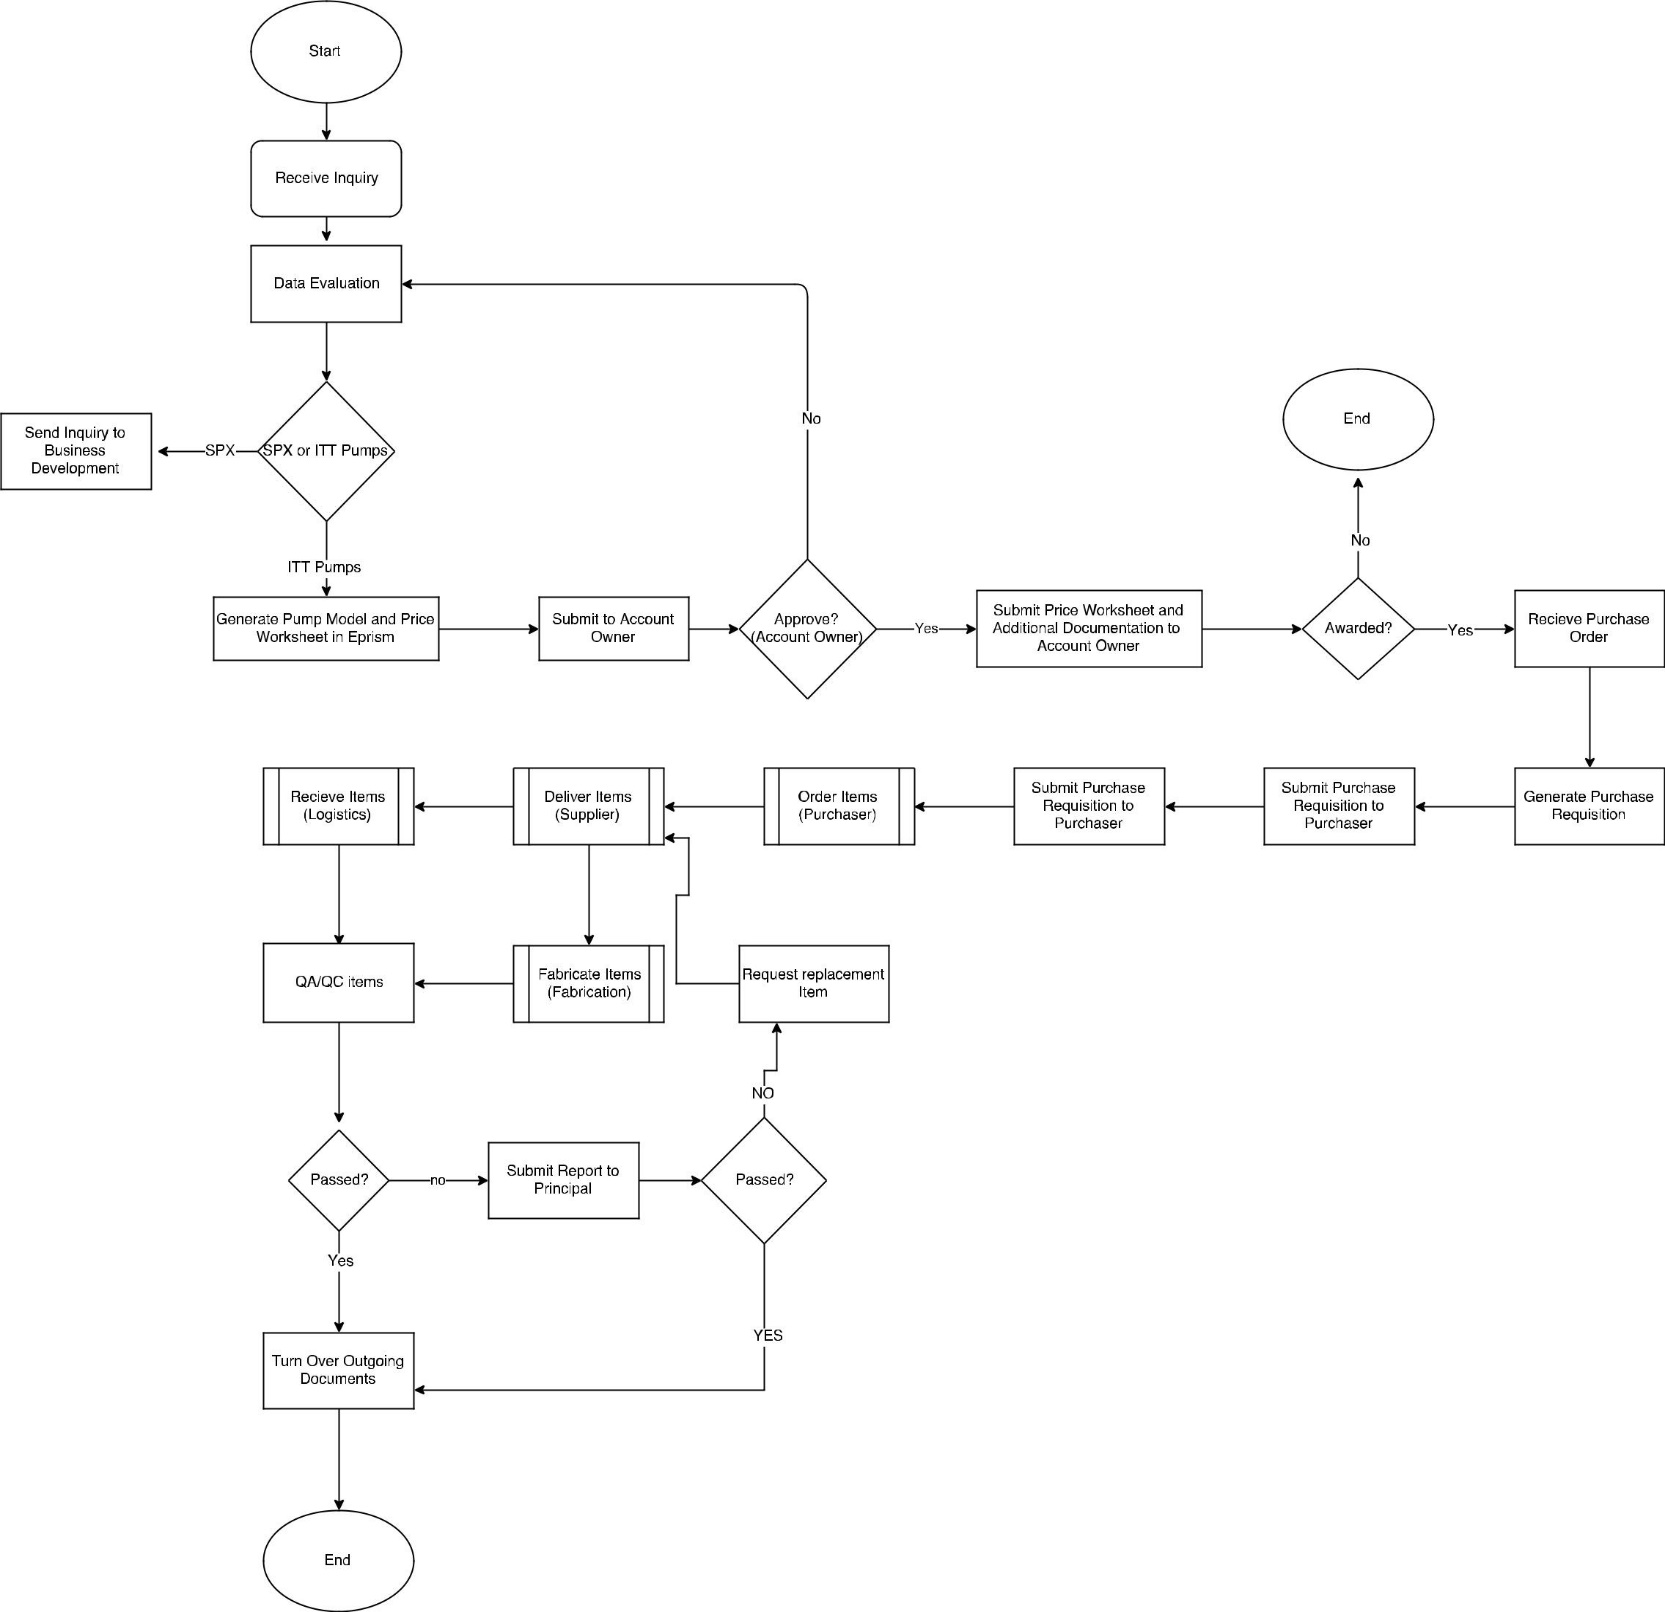 Start
Receive Inquiry
Data Evaluation
No
End
Send Inquiry to
Business
Development
SPX
SPX or ITT Pumps
No
ITT Pumps
Generate Pump Model and Price
Worksheet in Eprism
Submit to Account
Owner
Approve?
(Account Owner)
Yes
Submit Price Worksheet and
Additional Documentation to
Account Owner
Awarded?
Yes
Recieve Purchase
Order
Recieve Items
(Logistics)
Deliver Items
(Supplier)
Order Items
(Purchaser)
Submit Purchase
Requisition to
Purchaser
Submit Purchase
Requisition to
Purchaser
Generate Purchase
Requisition
QA/QC items
Fabricate Items
(Fabrication)
Request replacement
Item
NO
Passed?
no
Submit Report to
Principal
Passed?
Yes
YES
Turn Over Outgoing
Documents
End